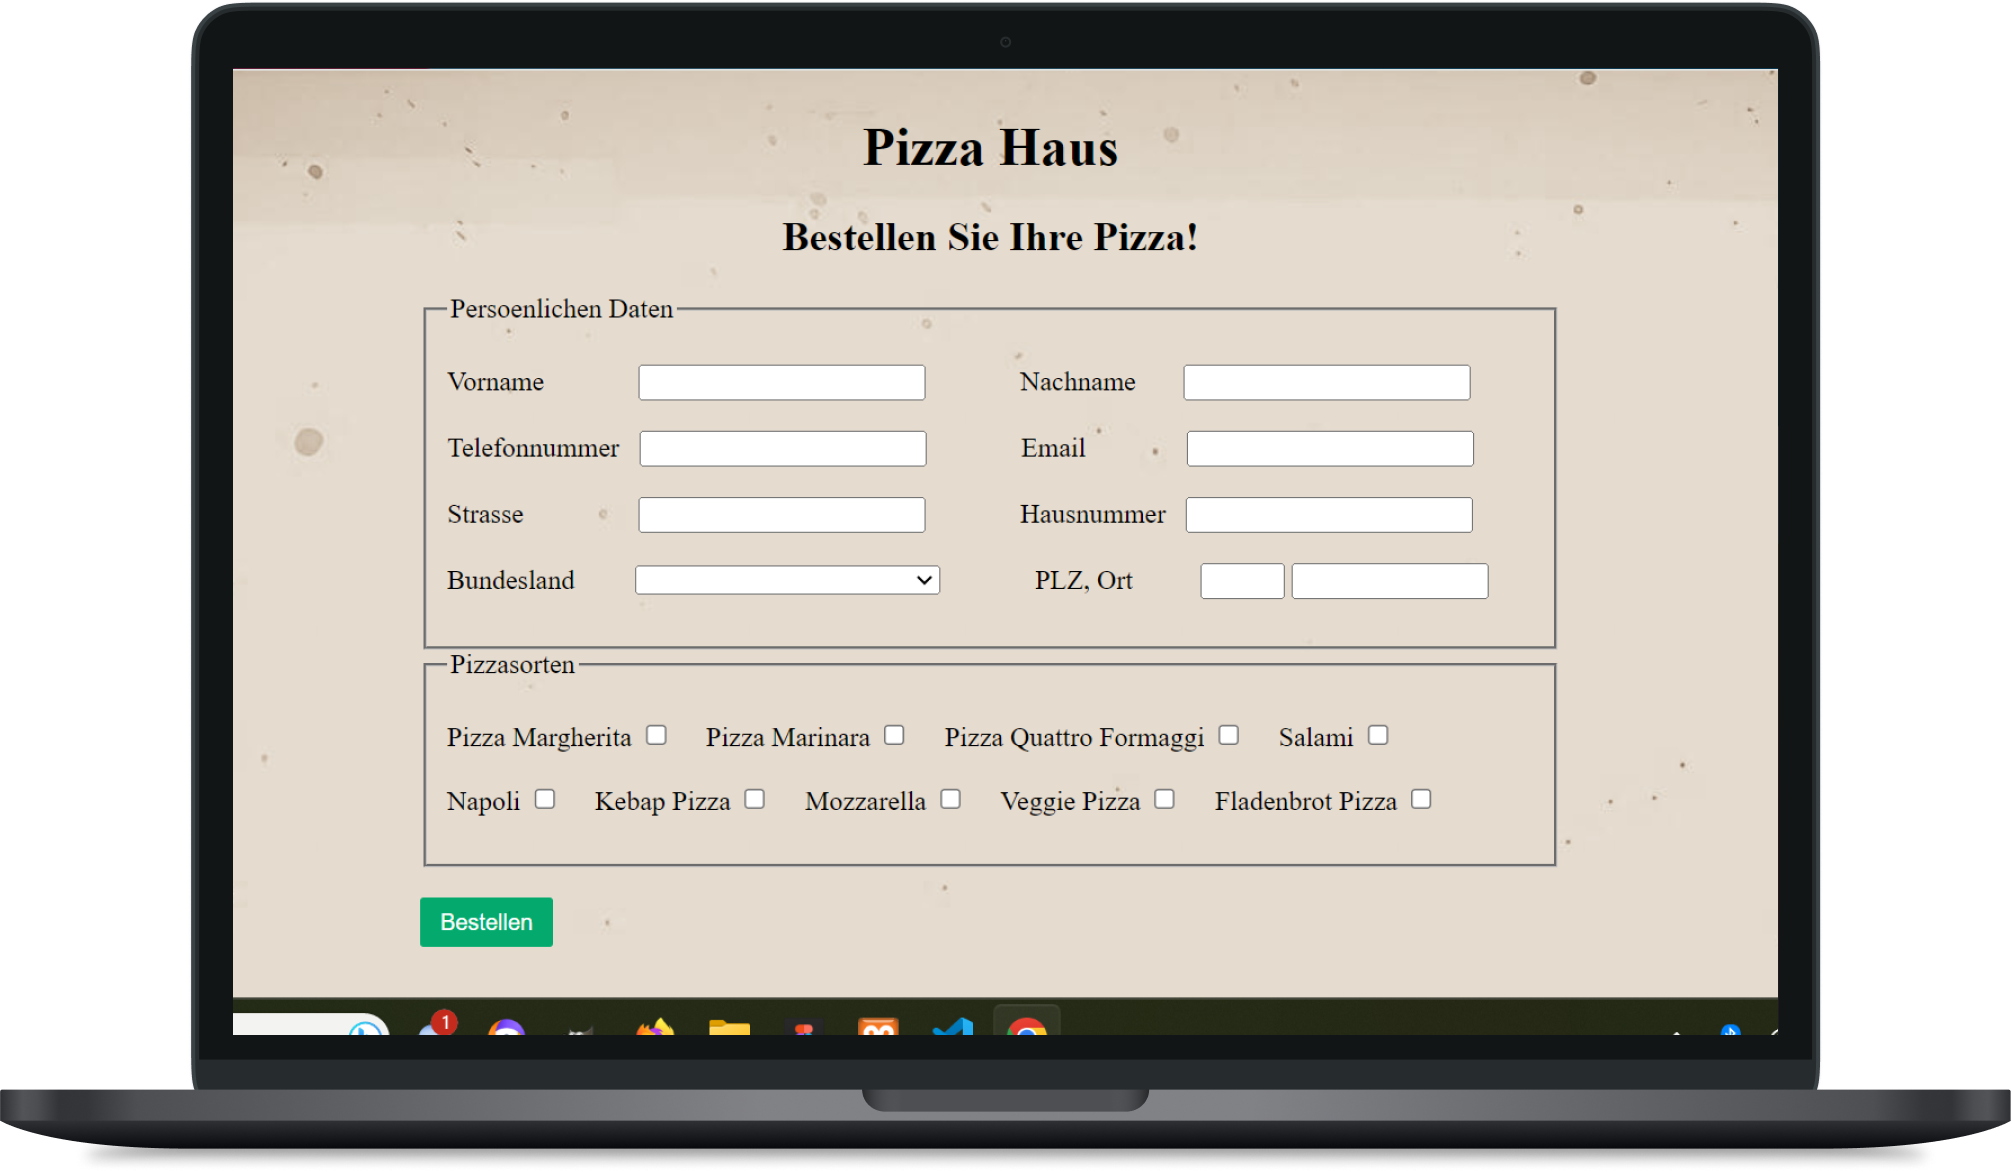 Pizza Haus
Bestellen Sie Ihre Pizza!
Persoenlichen Daten
Vorname Nachname
Telefonnummer Email
Strasse Hausnummer
Bundesland PLZ, Ort
Pizzasorten
Pizza Margherita Pizza Marinara Pizza Quattro Formaggi Salami
Napoli Kebap Pizza Mozzarella Veggie Pizza Fladenbrot Pizza
Bestellen
1